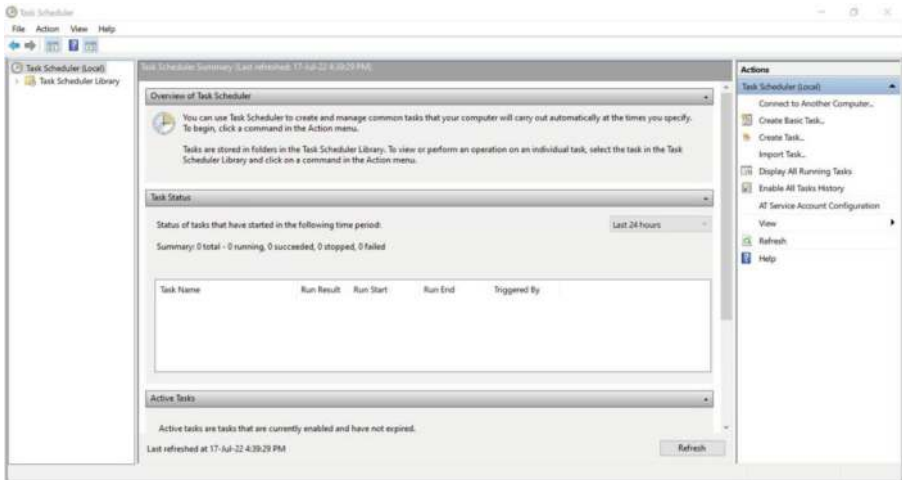 Task Scheduler
File Action View Help
Task Scheduler (Local)
Task Scheduler Library
Task Scheduler Summary (Last refreshed: 17-Jul-22 4:39:29 PM)
Overview of Task Scheduler
You can use Task Scheduler to create and manage common tasks that your computer will carry out automatically at the times you specify.
To begin, click a command in the Action menu.
Tasks are stored in folders in the Task Scheduler Library. To view or perform an operation on an individual task, select the task in the Task
Scheduler Library and click on a command in the Action menu.
Task Status
Status of tasks that have started in the following time period:
Last 24 hours
Summary: 0 total - 0 running, 0 succeeded, 0 stopped, 0 failed
Task Name Run Result Run Start Run End Triggered By
Active Tasks
Active tasks are tasks that are currently enabled and have not expired.
Last refreshed at 17-Jul-22 4:39:29 PM
Refresh
Actions
Task Scheduler (Local)
Connect to Another Computer...
Create Basic Task...
Create Task...
Import Task...
Display All Running Tasks
Enable All Tasks History
AT Service Account Configuration
View
Refresh
Help